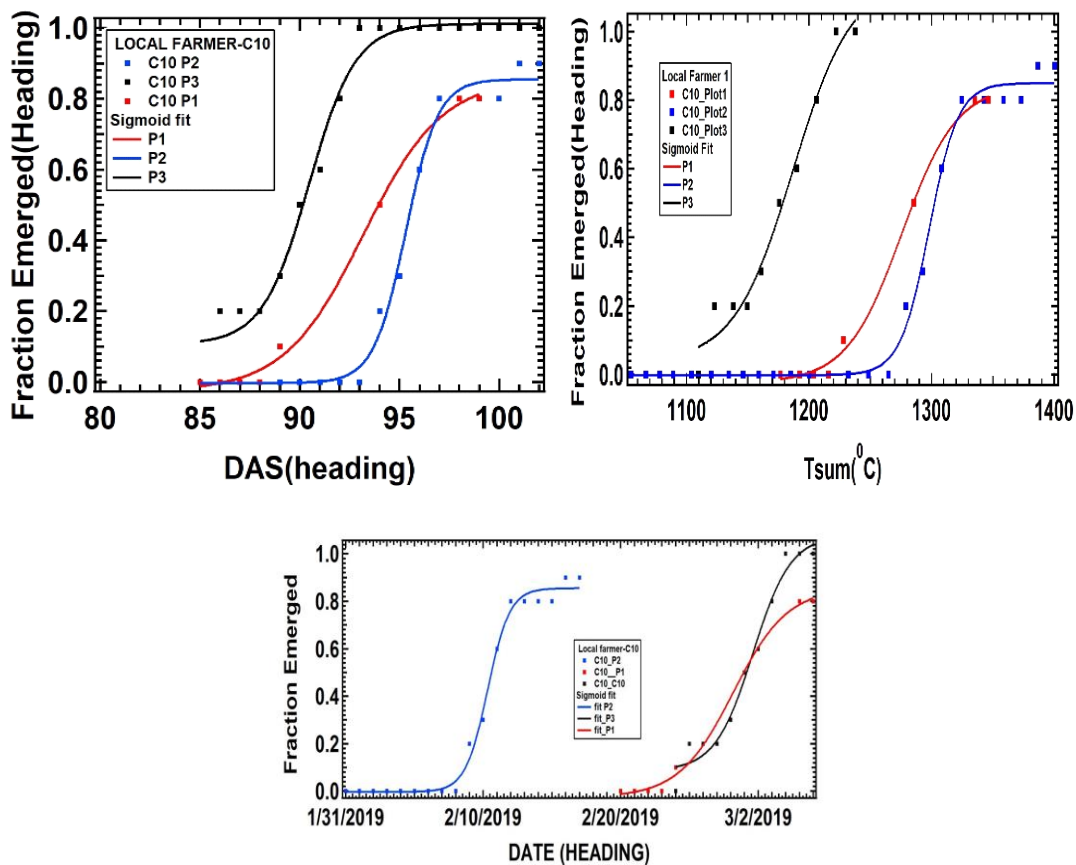 Fraction Emerged(Heading)
1.0
0.8
0.6
0.4
0.2
0.0
LOCAL FARMER-C10
C10 P2
C10 P3
C10 P1
Sigmoid fit
P1
P2
P3
80
85
90
95
100
DAS(heading)
Fraction Emerged(Heading)
1.0
0.8
0.6
0.4
0.2
0.0
Local Farmer 1
C10_Plot1
C10_Plot2
C10_Plot3
Sigmoid Fit
P1
P2
P3
1100
1200
1300
1400
Tsum(⁰C)
Fraction Emerged
1.0
0.8
0.6
0.4
0.2
0.0
Local farmer-C10
C10_P2
C10__P1
C10_C10
Sigmoid fit
fit P2
fit_P3
fit_P1
1/31/2019
2/10/2019
2/20/2019
3/2/2019
DATE (HEADING)